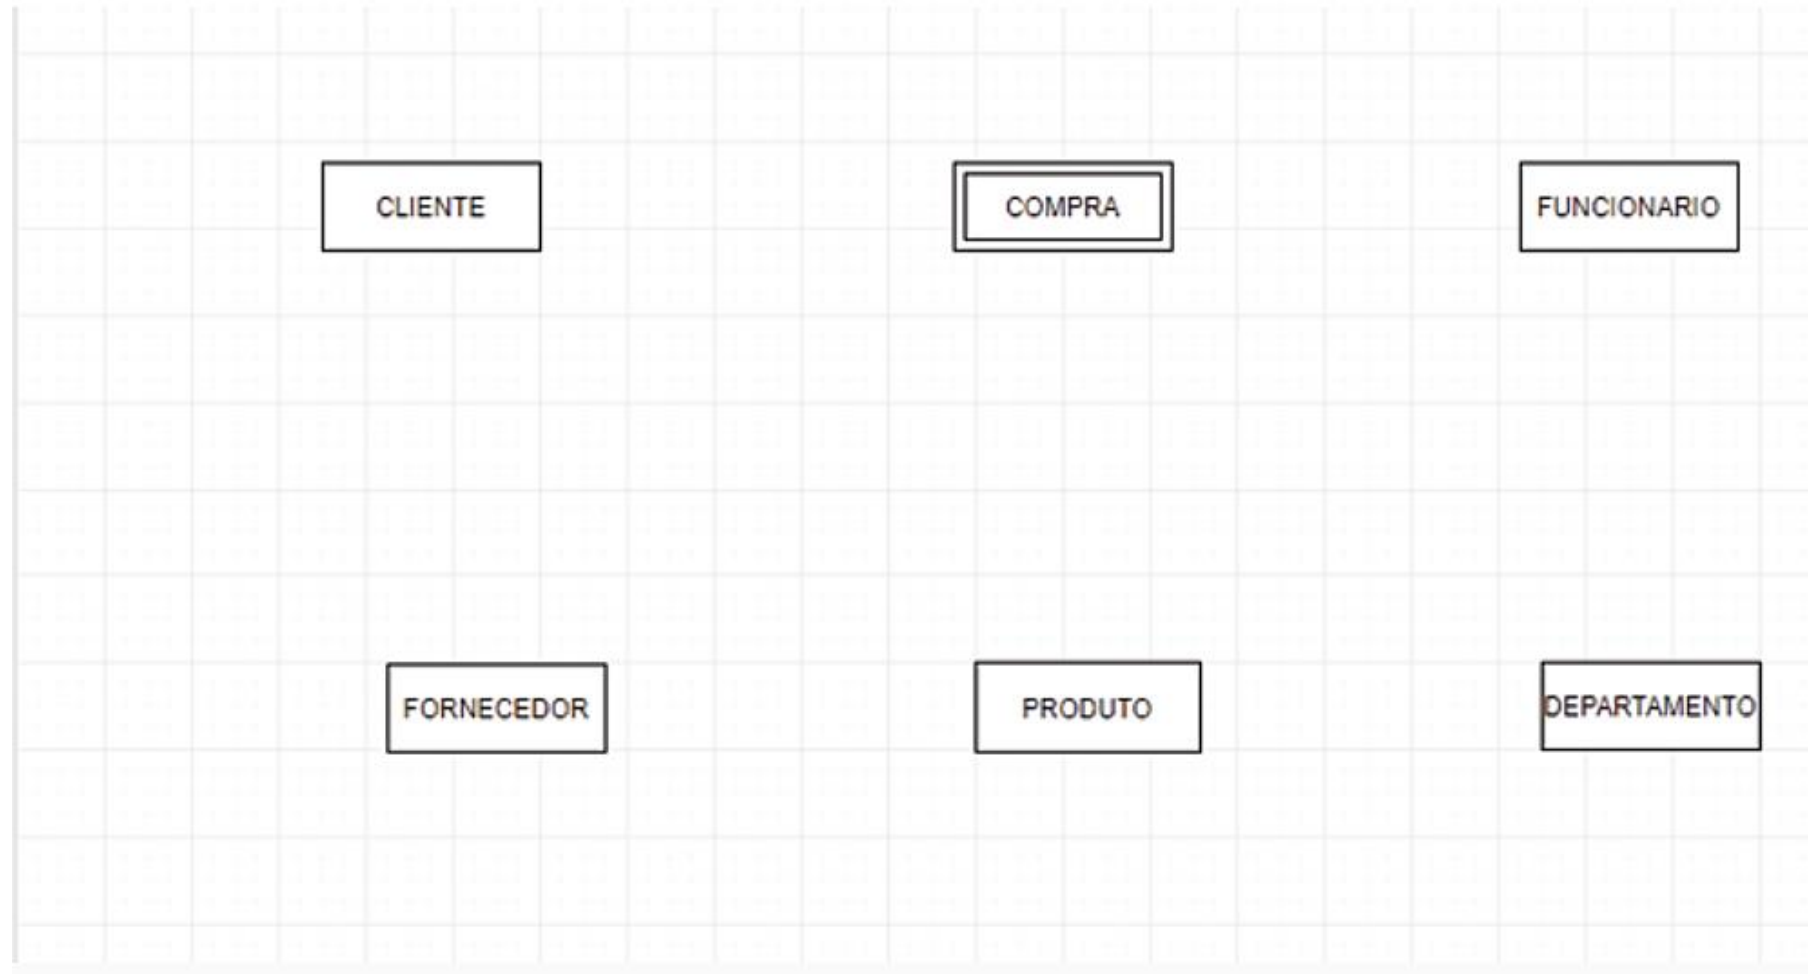 CLIENTE
COMPRA
FUNCIONARIO
FORNECEDOR
PRODUTO
DEPARTAMENTO